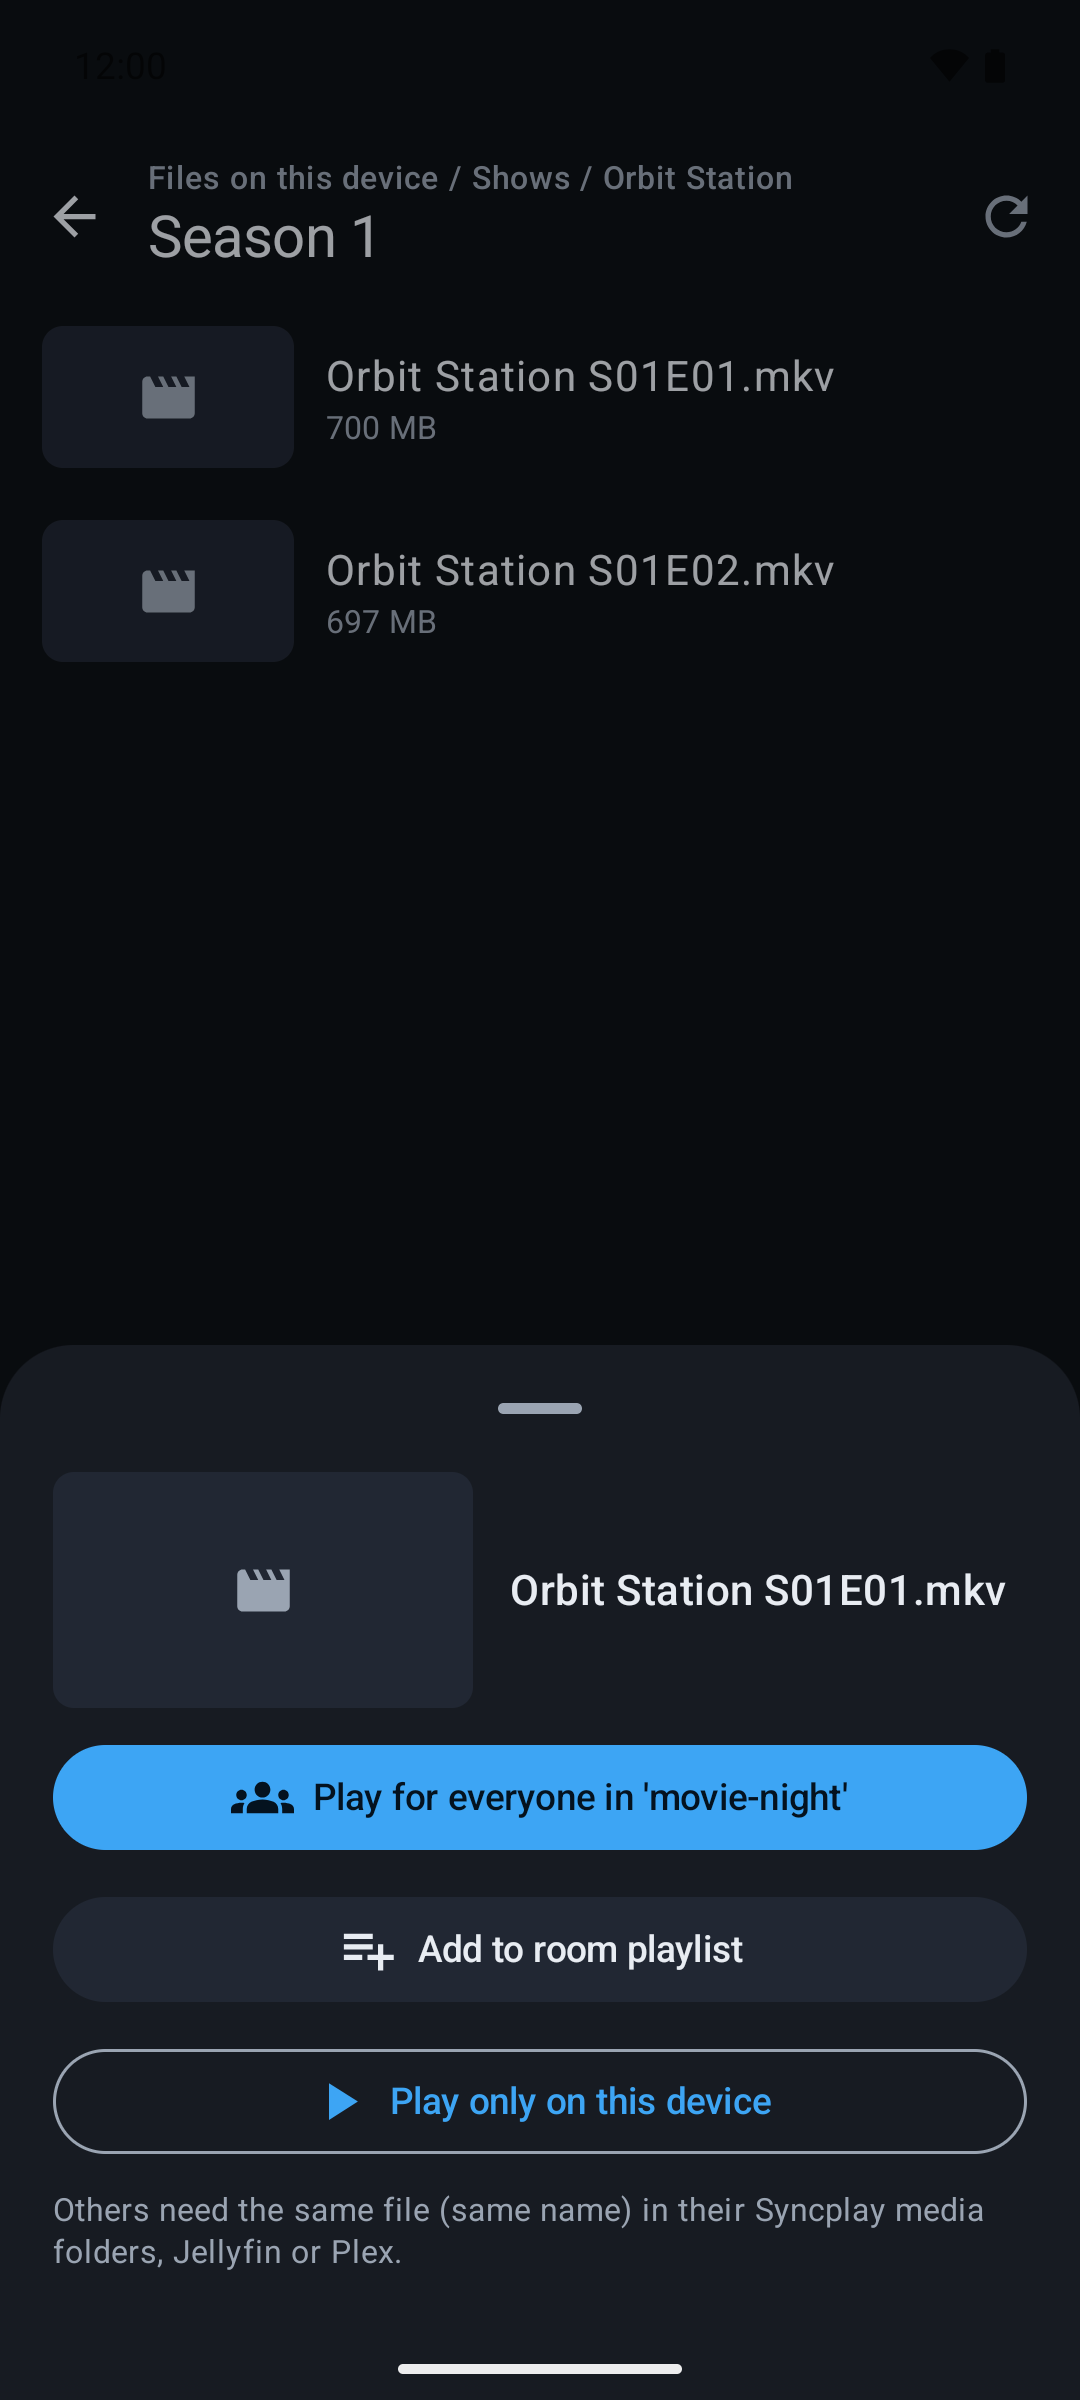 12:00
Files on this device / Shows / Orbit Station
Season 1
Orbit Station S01E01.mkv
700 MB
Orbit Station S01E02.mkv
697 MB
Orbit Station S01E01.mkv
Play for everyone in 'movie-night'
Add to room playlist
Play only on this device
Others need the same file (same name) in their Syncplay media
folders, Jellyfin or Plex.